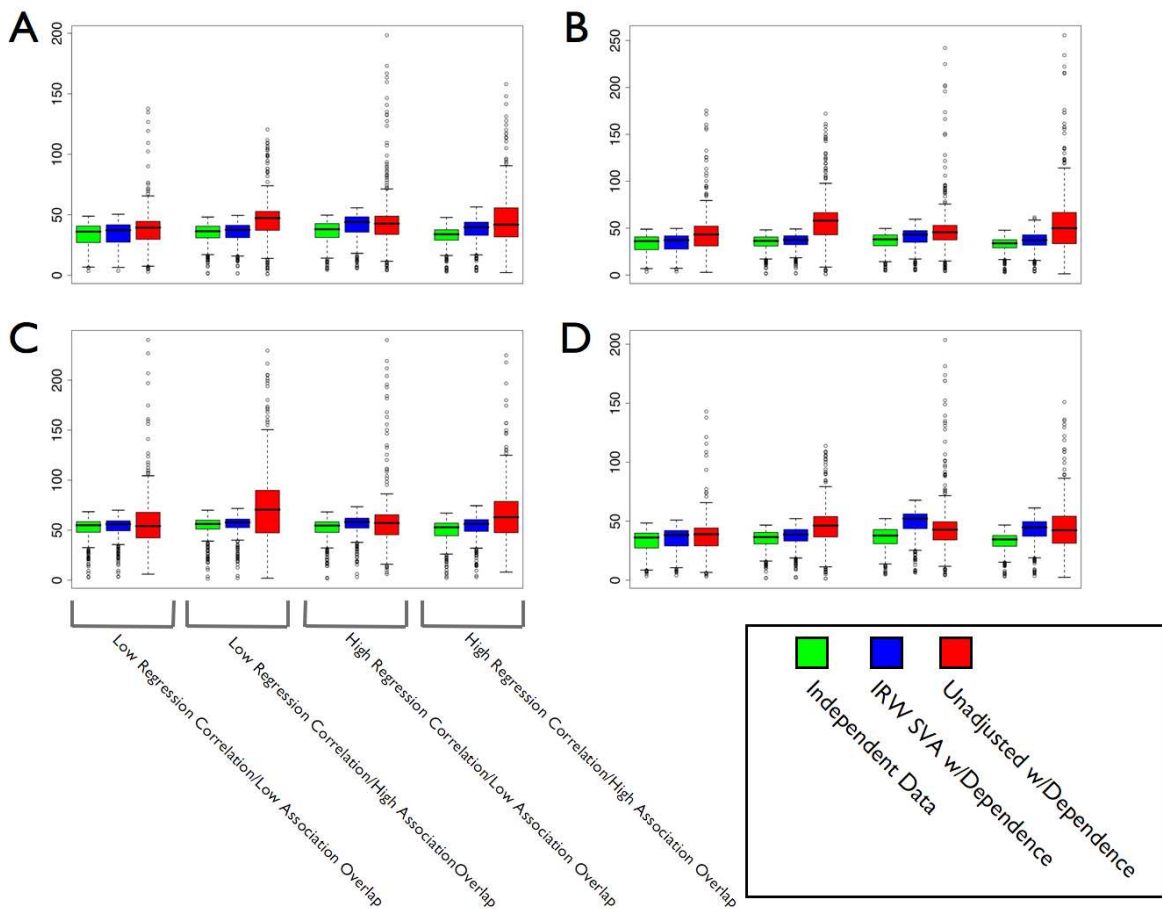 A
B
0 50 100 150 200
0 50 100 150 200 250
C
D
0 50 100 150 200
0 50 100 150 200
Low Regression Correlation/Low Association Overlap
Low Regression Correlation/High AssociationOverlap
High Regression Correlation/Low Association Overlap
High Regression Correlation/High Association Overlap
Independent Data
IRW SVA w/Dependence
Unadjusted w/Dependence